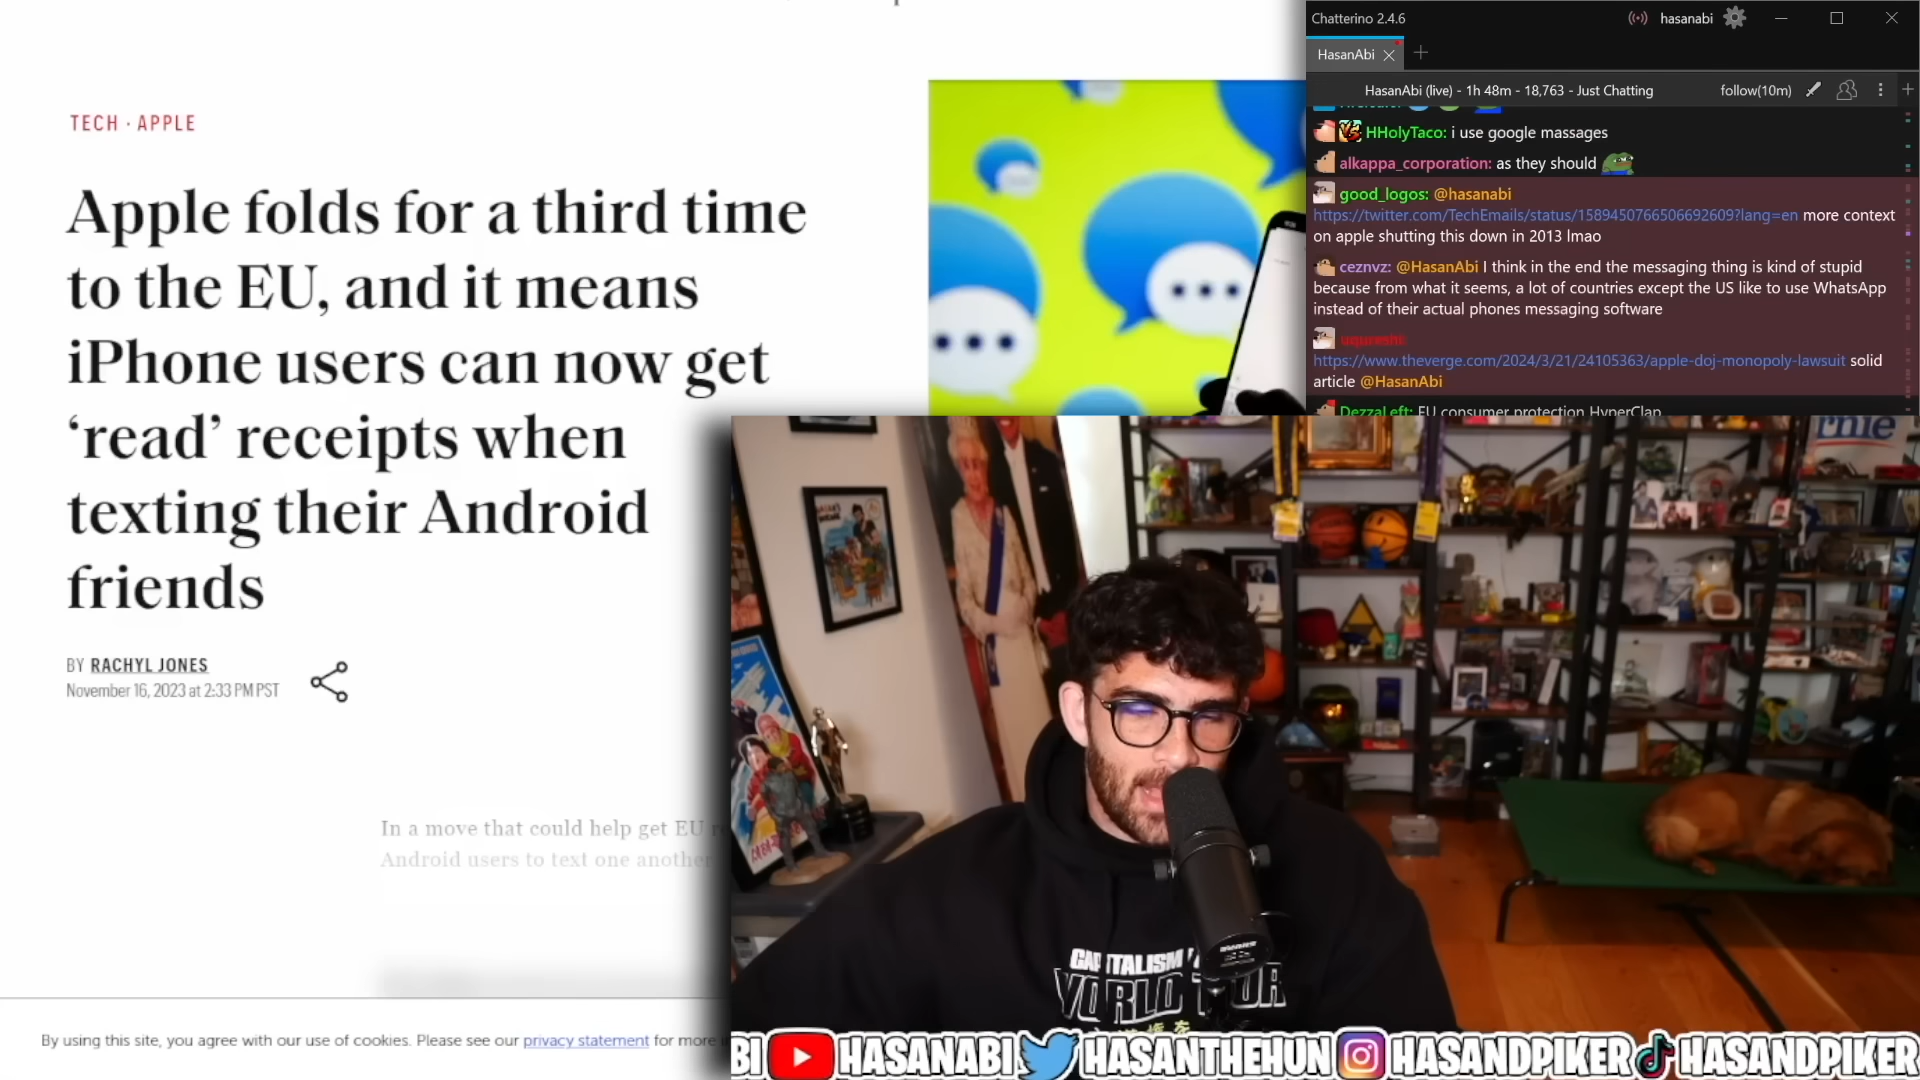 TECH · APPLE
Apple folds for a third time
to the EU, and it means
iPhone users can now get
‘read’ receipts when
texting their Android
friends
BY RACHYL JONES
November 16, 2023 at 2:33 PM PST
In a move that could help get EU
Android users to text one another
By using this site, you agree with our use of cookies. Please see our privacy statement for more
Chatterino 2.4.6
hasanabi
HasanAbi
HasanAbi (live) - 1h 48m - 18,763 - Just Chatting
follow(10m)
HHolyTaco: i use google massages
alkappa_corporation: as they should
good_logos: @hasanabi
https://twitter.com/TechEmails/status/1589450766506692609?lang=en more context
on apple shutting this down in 2013 lmao
ceznvz: @HasanAbi I think in the end the messaging thing is kind of stupid
because from what it seems, a lot of countries except the US like to use WhatsApp
instead of their actual phones messaging software
https://www.theverge.com/2024/3/21/24105363/apple-doj-monopoly-lawsuit solid
article @HasanAbi
DezzaLeft: EU consumer protection HyperClap
rnie
CAPITALISM
WORLD TOUR
BI HASANABI HASANTHEHUN HASANDPIKER HASANDPIKER